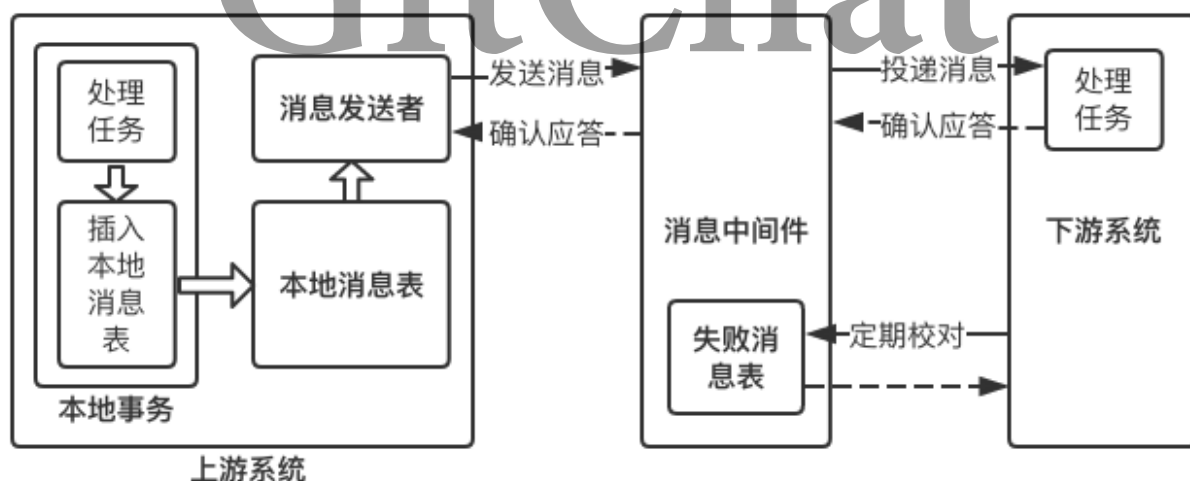 GitChat
处理
任务
消息发送者
发送消息
确认应答
投递消息
确认应答
处理
任务
插入
本地
消息
表
本地消息表
消息中间件
下游系统
失败消
息表
定期校对
本地事务
上游系统